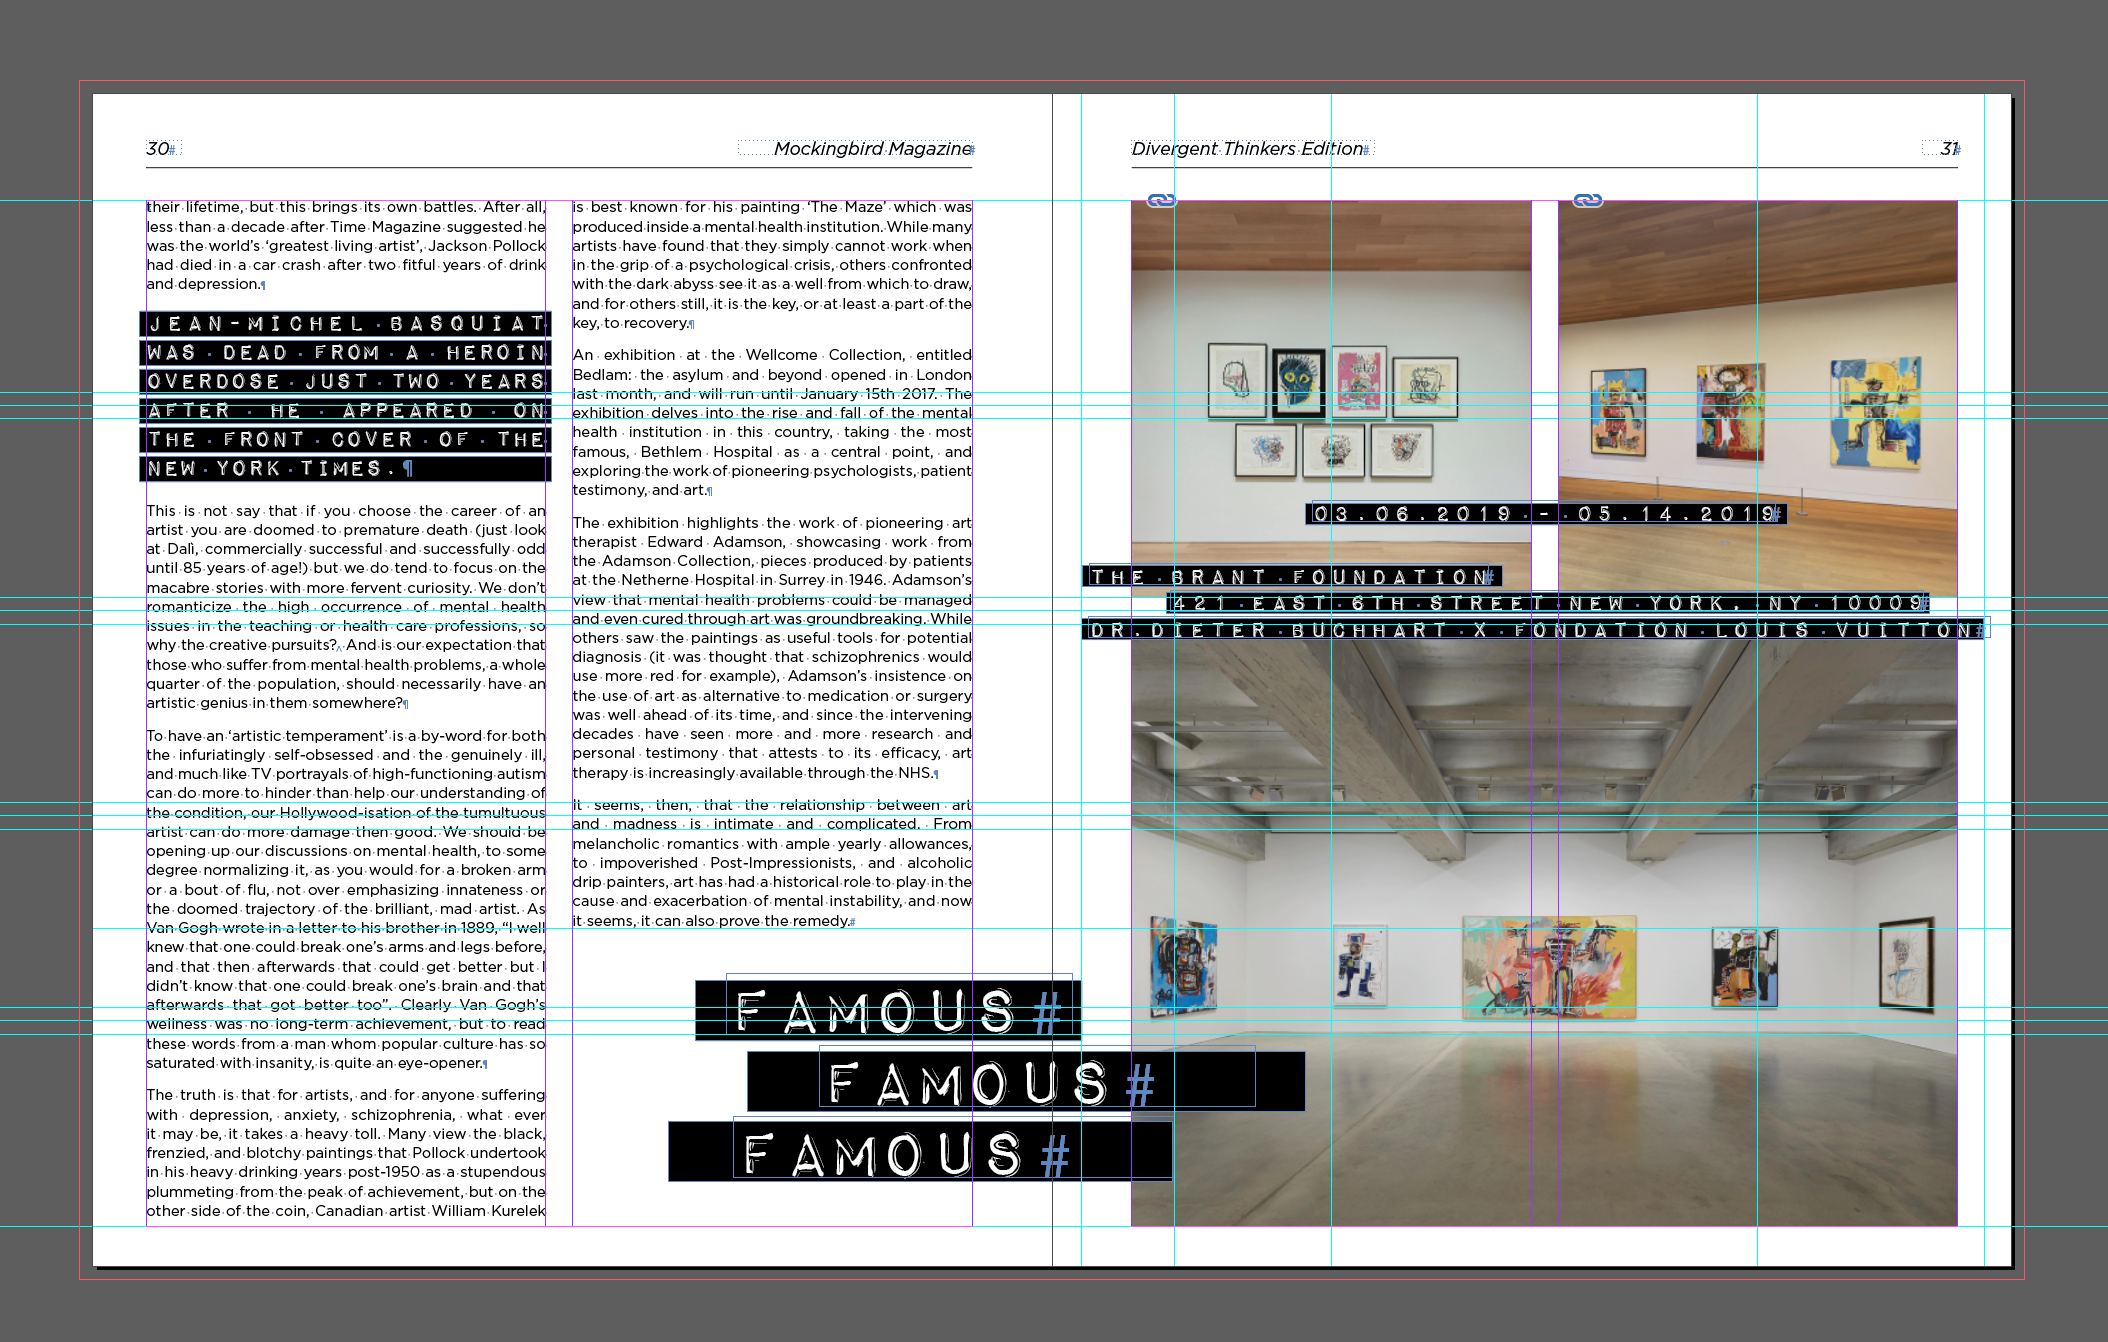 30
Mockingbird Magazine
Divergent Thinkers Edition
31
their lifetime, but this brings its own battles. After all,
less than a decade after Time Magazine suggested he
was the world's 'greatest living artist', Jackson Pollock
had died in a car crash after two fitful years of drink
and depression.
JEAN-MICHEL BASQUIAT
WAS DEAD FROM A HEROIN
OVERDOSE JUST TWO YEARS
AFTER HE APPEARED ON
THE FRONT COVER OF THE
NEW YORK TIMES.
This is not say that if you choose the career of an
artist you are doomed to premature death (just look
at Dalì, commercially successful and successfully odd
until 85 years of age!) but we do tend to focus on the
macabre stories with more fervent curiosity. We don't
romanticize the high occurrence of mental health
issues in the teaching or health care professions, so
why the creative pursuits? And is our expectation that
those who suffer from mental health problems, a whole
quarter of the population, should necessarily have an
artistic genius in them somewhere?
To have an 'artistic temperament' is a by-word for both
the infuriatingly self-obsessed and the genuinely ill,
and much like TV portrayals of high-functioning autism
can do more to hinder than help our understanding of
the condition, our Hollywood-isation of the tumultuous
artist can do more damage then good. We should be
opening up our discussions on mental health, to some
degree normalizing it, as you would for a broken arm
or a bout of flu, not over emphasizing innateness or
the doomed trajectory of the brilliant, mad artist. As
Van Gogh wrote in a letter to his brother in 1889, "I well
knew that one could break one's arms and legs before,
and that then afterwards that could get better but I
didn't know that one could break one's brain and that
afterwards that got better too". Clearly Van Gogh's
wellness was no long-term achievement, but to read
these words from a man whom popular culture has so
saturated with insanity, is quite an eye-opener.
The truth is that for artists, and for anyone suffering
with depression, anxiety, schizophrenia, what ever
it may be, it takes a heavy toll. Many view the black,
frenzied, and blotchy paintings that Pollock undertook
in his heavy drinking years post-1950 as a stupendous
plummeting from the peak of achievement, but on the
other side of the coin, Canadian artist William Kurelek
is best known for his painting 'The Maze' which was
produced inside a mental health institution. While many
artists have found that they simply cannot work when
in the grip of a psychological crisis, others confronted
with the dark abyss see it as a well from which to draw,
and for others still, it is the key, or at least a part of the
key, to recovery.
An exhibition at the Wellcome Collection, entitled
Bedlam: the asylum and beyond opened in London
last month, and will run until January 15th 2017. The
exhibition delves into the rise and fall of the mental
health institution in this country, taking the most
famous, Bethlem Hospital as a central point, and
exploring the work of pioneering psychologists, patient
testimony, and art.
The exhibition highlights the work of pioneering art
therapist Edward Adamson, showcasing work from
the Adamson Collection, pieces produced by patients
at the Netherne Hospital in Surrey in 1946. Adamson's
view that mental health problems could be managed
and even cured through art was groundbreaking. While
others saw the paintings as useful tools for potential
diagnosis (it was thought that schizophrenics would
use more red for example), Adamson's insistence on
the use of art as alternative to medication or surgery
was well ahead of its time, and since the intervening
decades have seen more and more research and
personal testimony that attests to its efficacy, art
therapy is increasingly available through the NHS.
It seems, then, that the relationship between art
and madness is intimate and complicated. From
melancholic romantics with ample yearly allowances,
to impoverished Post-Impressionists, and alcoholic
drip painters, art has had a historical role to play in the
cause and exacerbation of mental instability, and now
it seems, it can also prove the remedy.
FAMOUS
FAMOUS
FAMOUS
03.06.2019 - 05.14.2019
THE BRANT FOUNDATION
421 EAST 6TH STREET NEW YORK, NY 10009
DR.DIETER BUCHHART X FONDATION LOUIS VUITTON